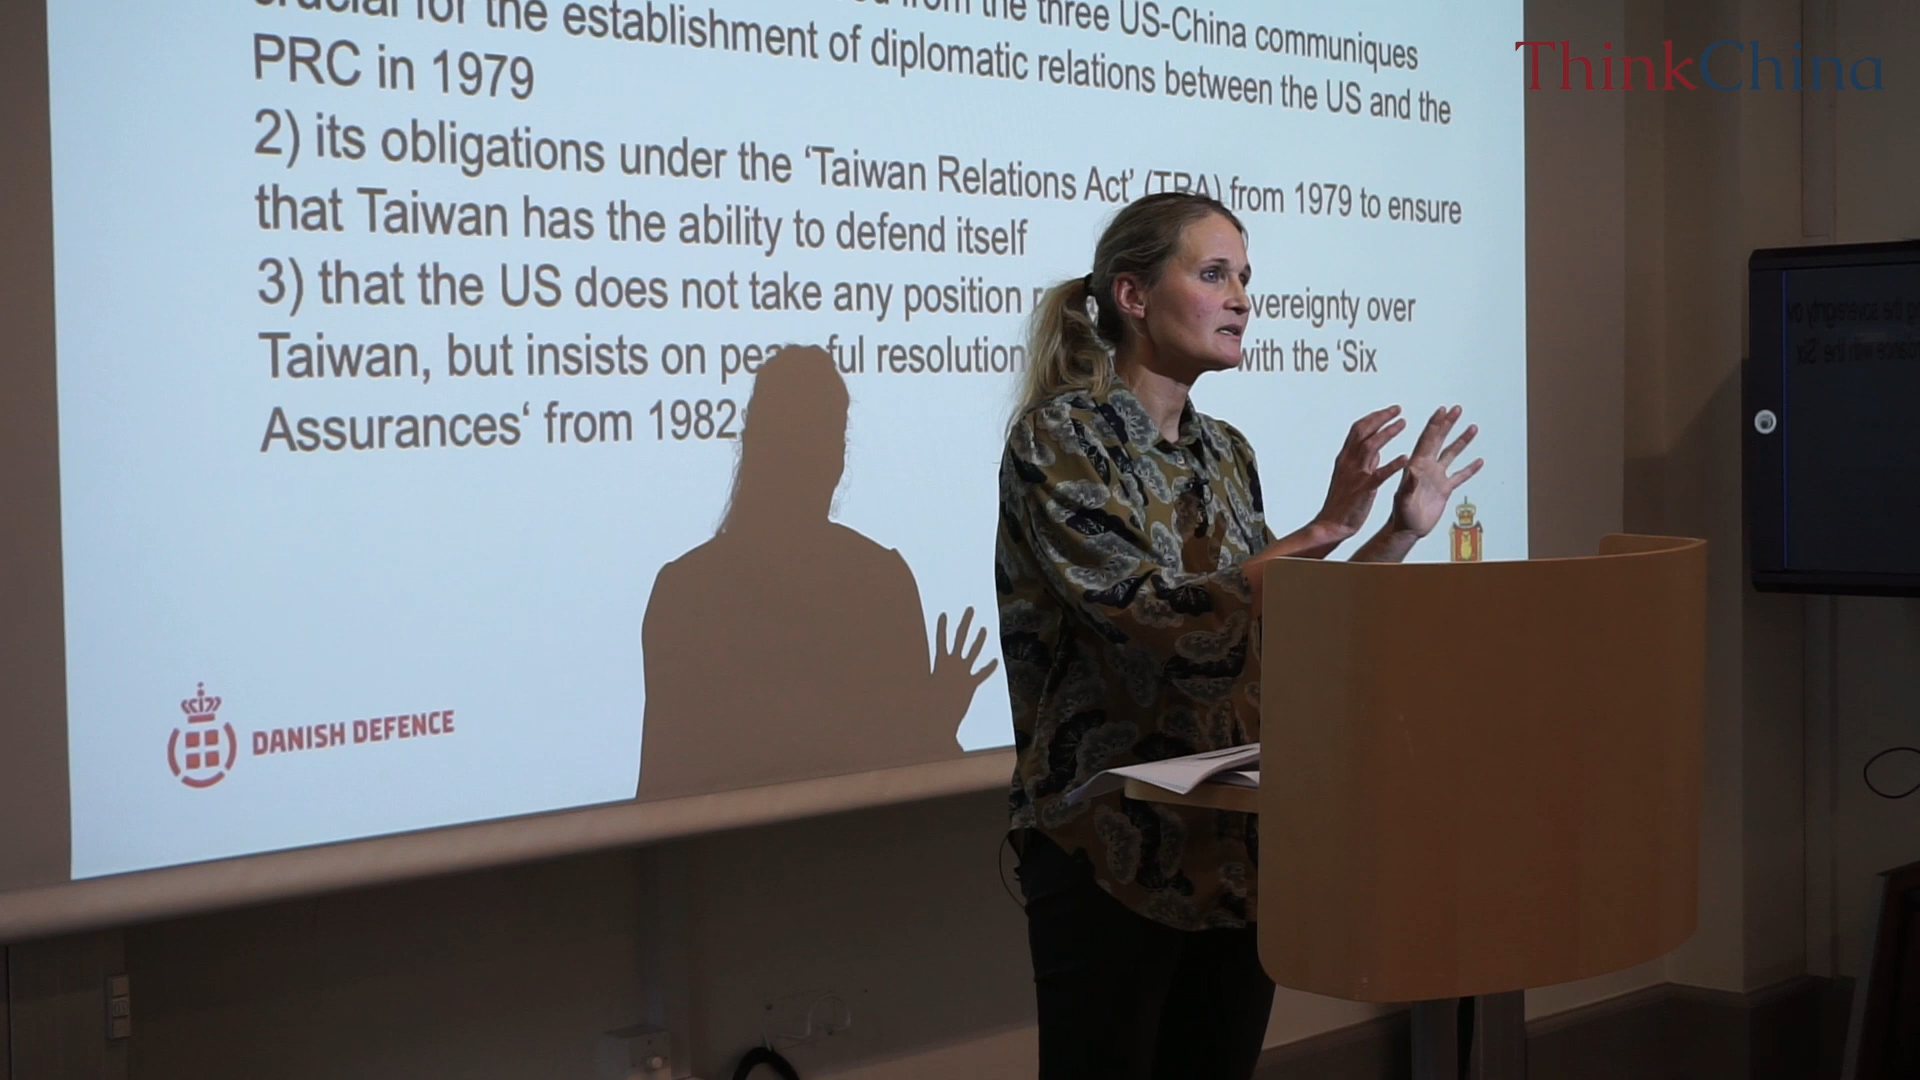 crucial for the establishment of diplomatic relations between the US and the
from the three US-China communiques
PRC in 1979
2) its obligations under the ‘Taiwan Relations Act’ (TRA) from 1979 to ensure
that Taiwan has the ability to defend itself
3) that the US does not take any position sovereignty over
Taiwan, but insists on peaceful resolution with the ‘Six
Assurances‘ from 1982
DANISH DEFENCE
ThinkChina